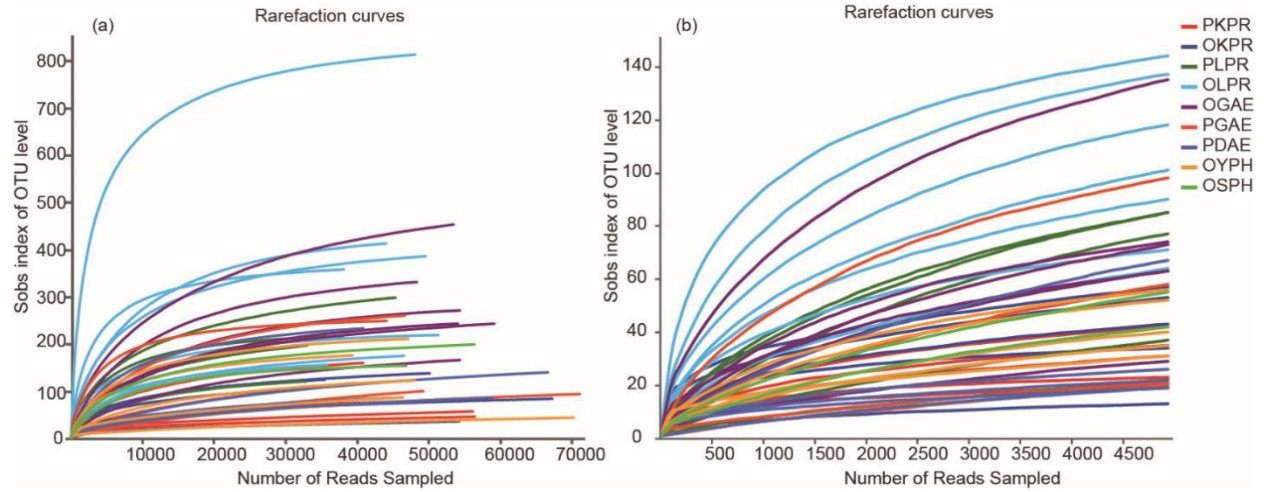 Rarefaction curves
(a)
Sobs index of OTU level
800
700
600
500
400
300
200
100
0
10000 20000 30000 40000 50000 60000 70000
Number of Reads Sampled
Rarefaction curves
(b)
Sobs index of OTU level
140
120
100
80
60
40
20
0
500 1000 1500 2000 2500 3000 3500 4000 4500
Number of Reads Sampled
PKPR
OKPR
PLPR
OLPR
OGAE
PGAE
PDAE
OYPH
OSPH